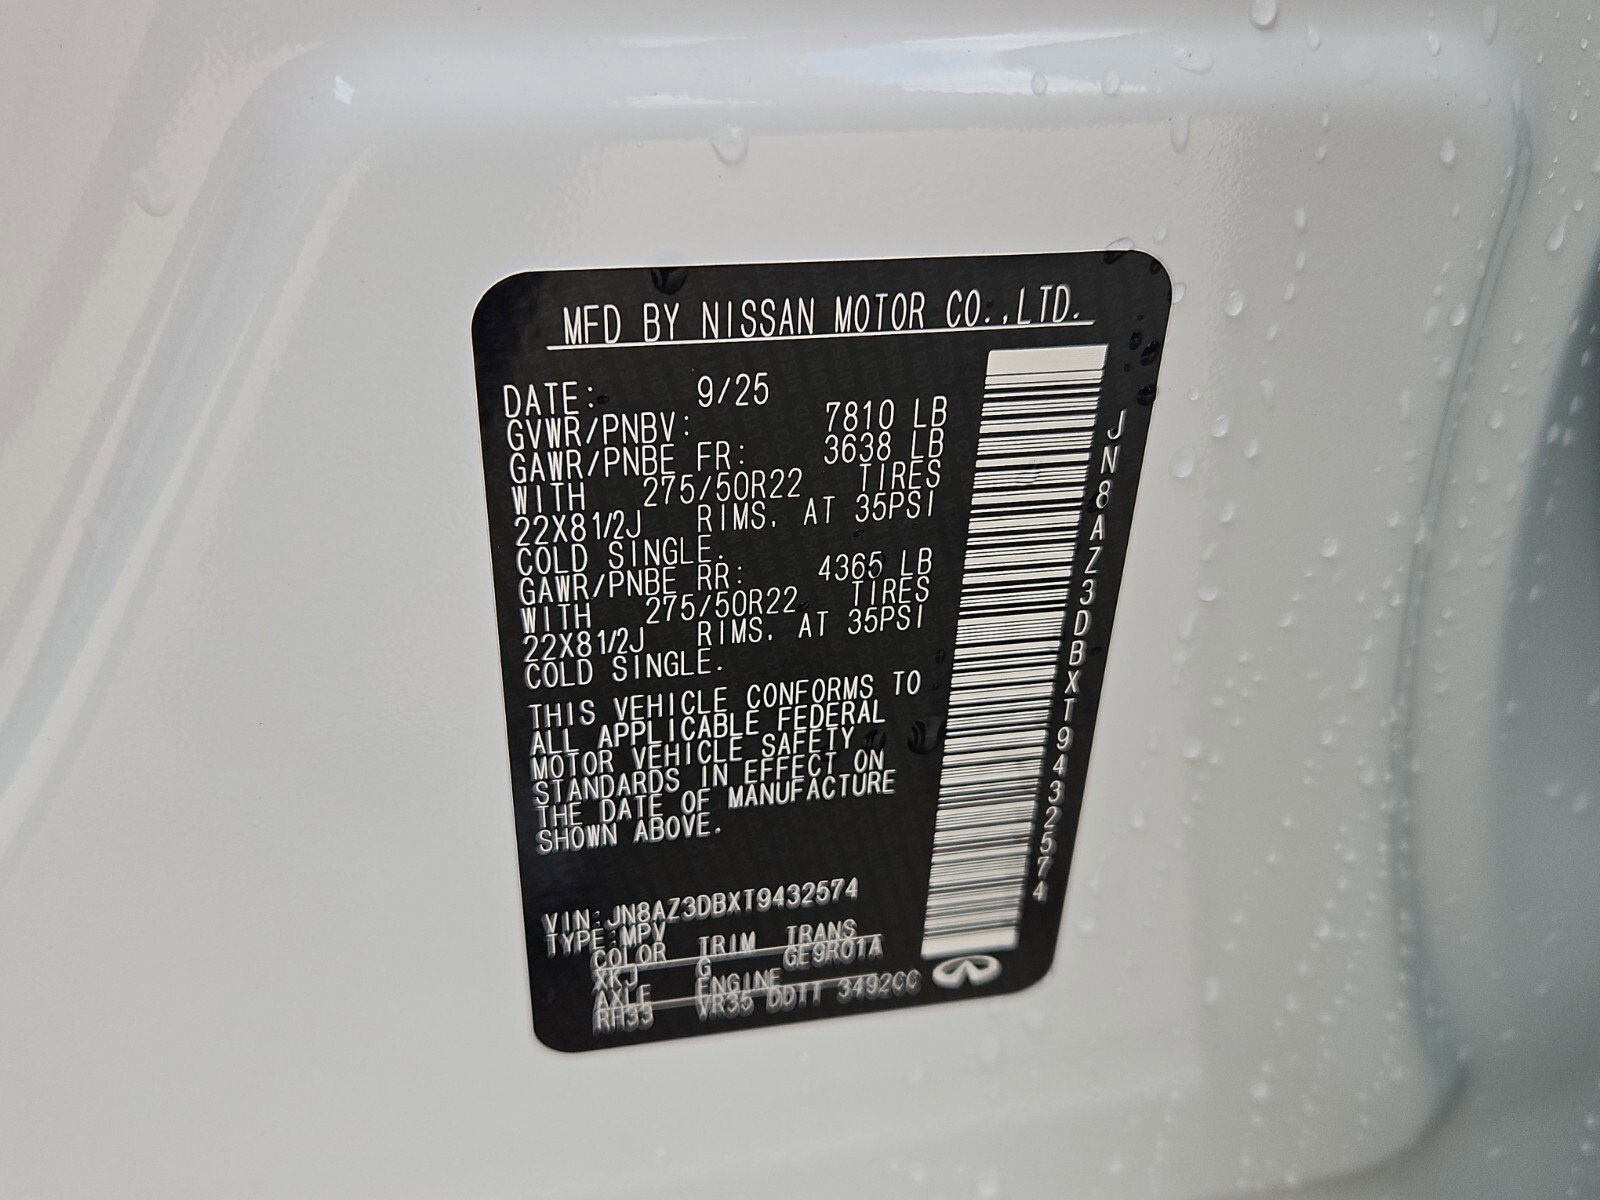 MFD BY NISSAN MOTOR CO.,LTD.
DATE: 9/25
GVWR/PNBV: 7810 LB
GAWR/PNBE FR: 3638 LB
WITH 275/50R22 TIRES
22X81/2J RIMS, AT 35PSI
COLD SINGLE.
GAWR/PNBE RR: 4365 LB
WITH 275/50R22 TIRES
22X81/2J RIMS, AT 35PSI
COLD SINGLE.
THIS VEHICLE CONFORMS TO
ALL APPLICABLE FEDERAL
MOTOR VEHICLE SAFETY
STANDARDS IN EFFECT ON
THE DATE OF MANUFACTURE
SHOWN ABOVE.
VIN:JN8AZ3DBXT9432574
TYPE:MPV
COLOR TRIM TRANS
XKJ G GE9R01A
AXLE ENGINE
RH33 VR35 DDTT 3492CC
JN8AZ3DBXT9432574